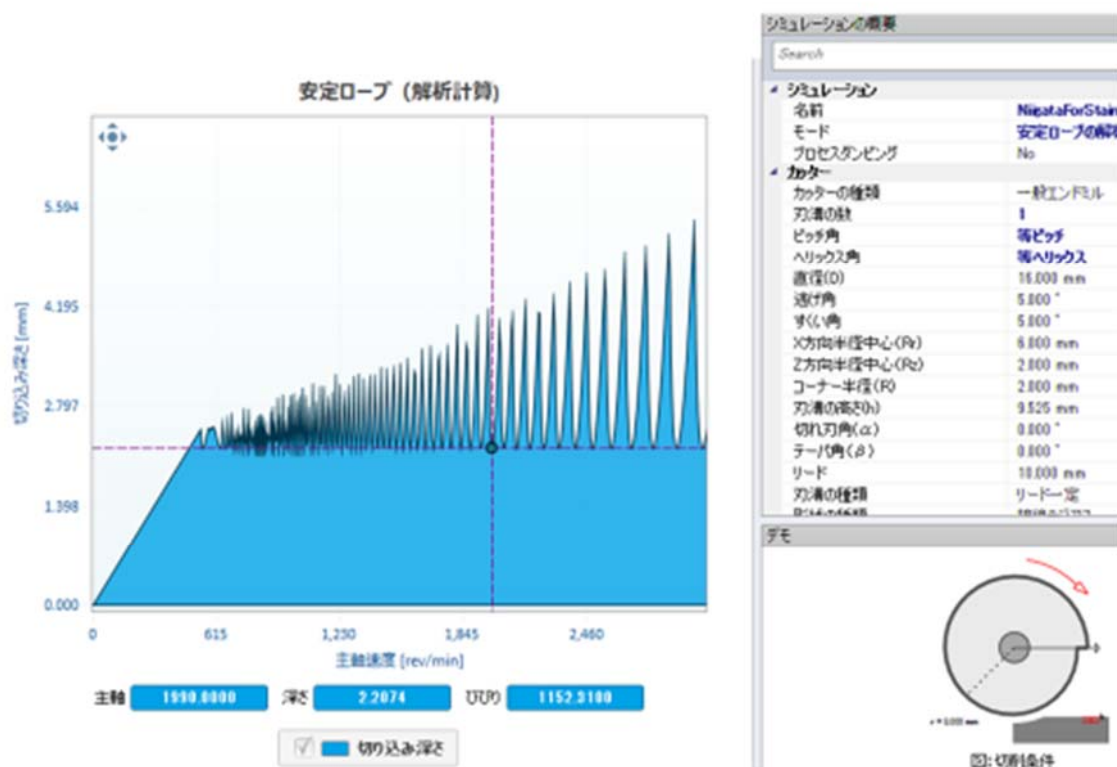 安定ローブ (解析計算)
切り込み深さ [mm]
5.594
4.195
2.797
1.398
0.000
0 615 1,230 1,845 2,460
主軸速度 [rev/min]
主軸 1990.0000 深さ 2.2074 びびり 1152.3100
切り込み深さ
シミュレーションの概要
Search
シミュレーション
名前 NiigataForStain
モード 安定ローブの解
プロセスダンピング No
カッター
カッターの種類 一般エンドミル
刃溝の数 1
ピッチ角 等ピッチ
ヘリックス角 等ヘリックス
直径(D) 16.000 mm
逃げ角 5.000 °
すくい角 5.000 °
X方向半径中心(Rr) 6.000 mm
Z方向半径中心(Rz) 2.000 mm
コーナー半径(R) 2.000 mm
刃溝の高さ(h) 9.525 mm
切れ刃角(α) 0.000 °
テーパ角(β) 0.000 °
リード 10.000 mm
刃溝の種類 リード一定
デモ
図: 切削条件